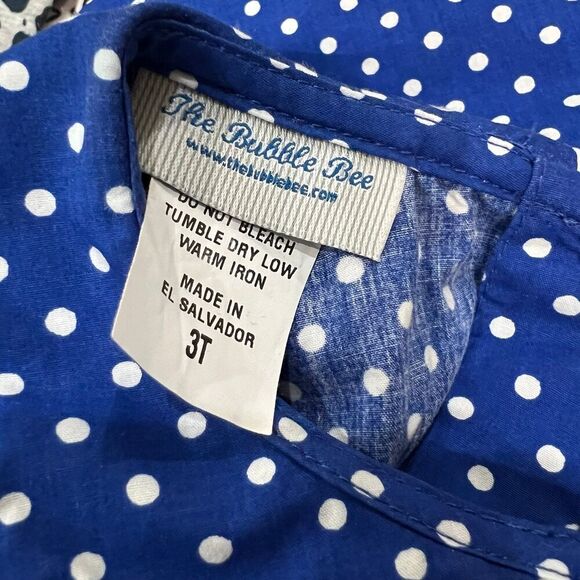 The Bubble Bee
www.thebubblebee.com
DO NOT BLEACH
TUMBLE DRY LOW
WARM IRON
MADE IN
EL SALVADOR
3T